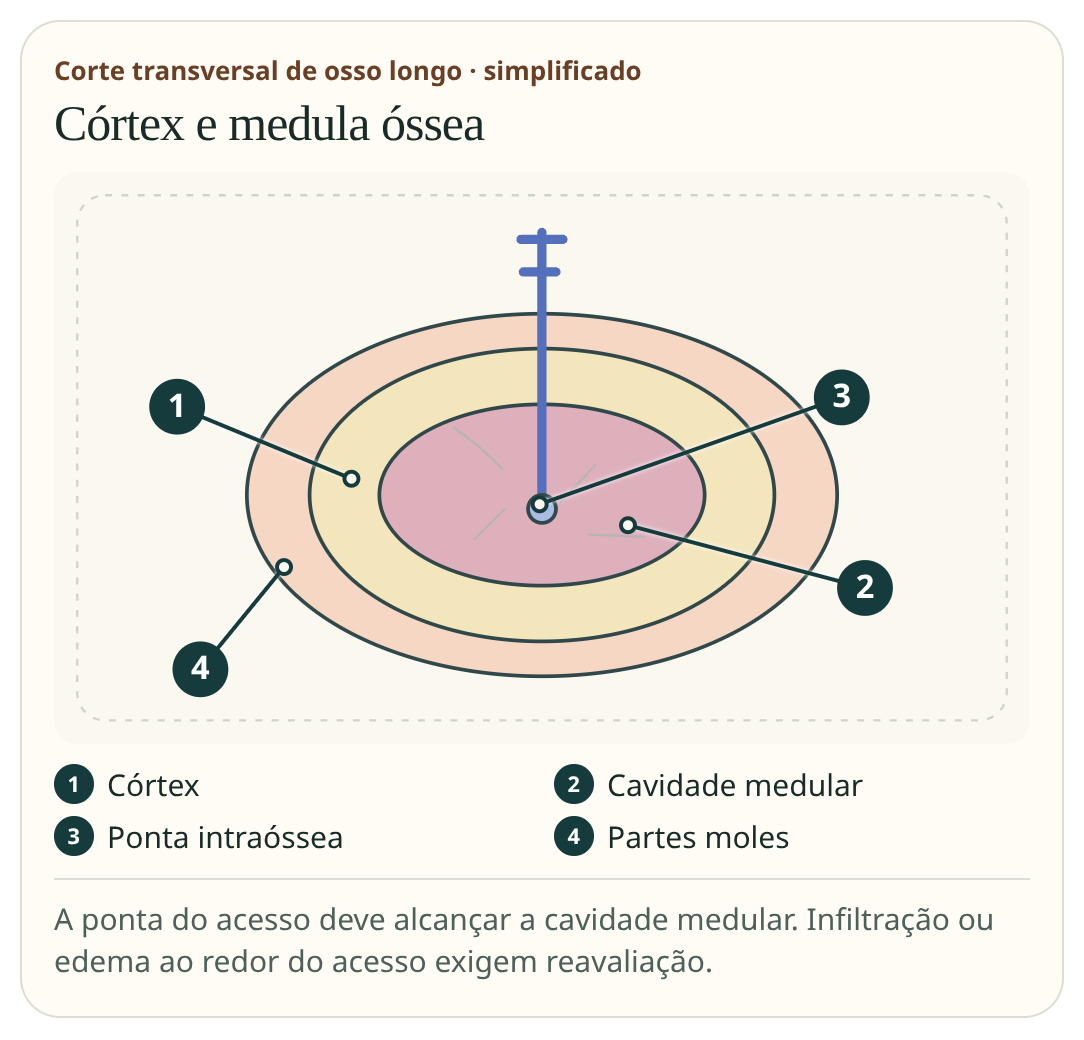 Corte transversal de osso longo · simplificado
Córtex e medula óssea
1
3
2
4
1 Córtex
2 Cavidade medular
3 Ponta intraóssea
4 Partes moles
A ponta do acesso deve alcançar a cavidade medular. Infiltração ou
edema ao redor do acesso exigem reavaliação.